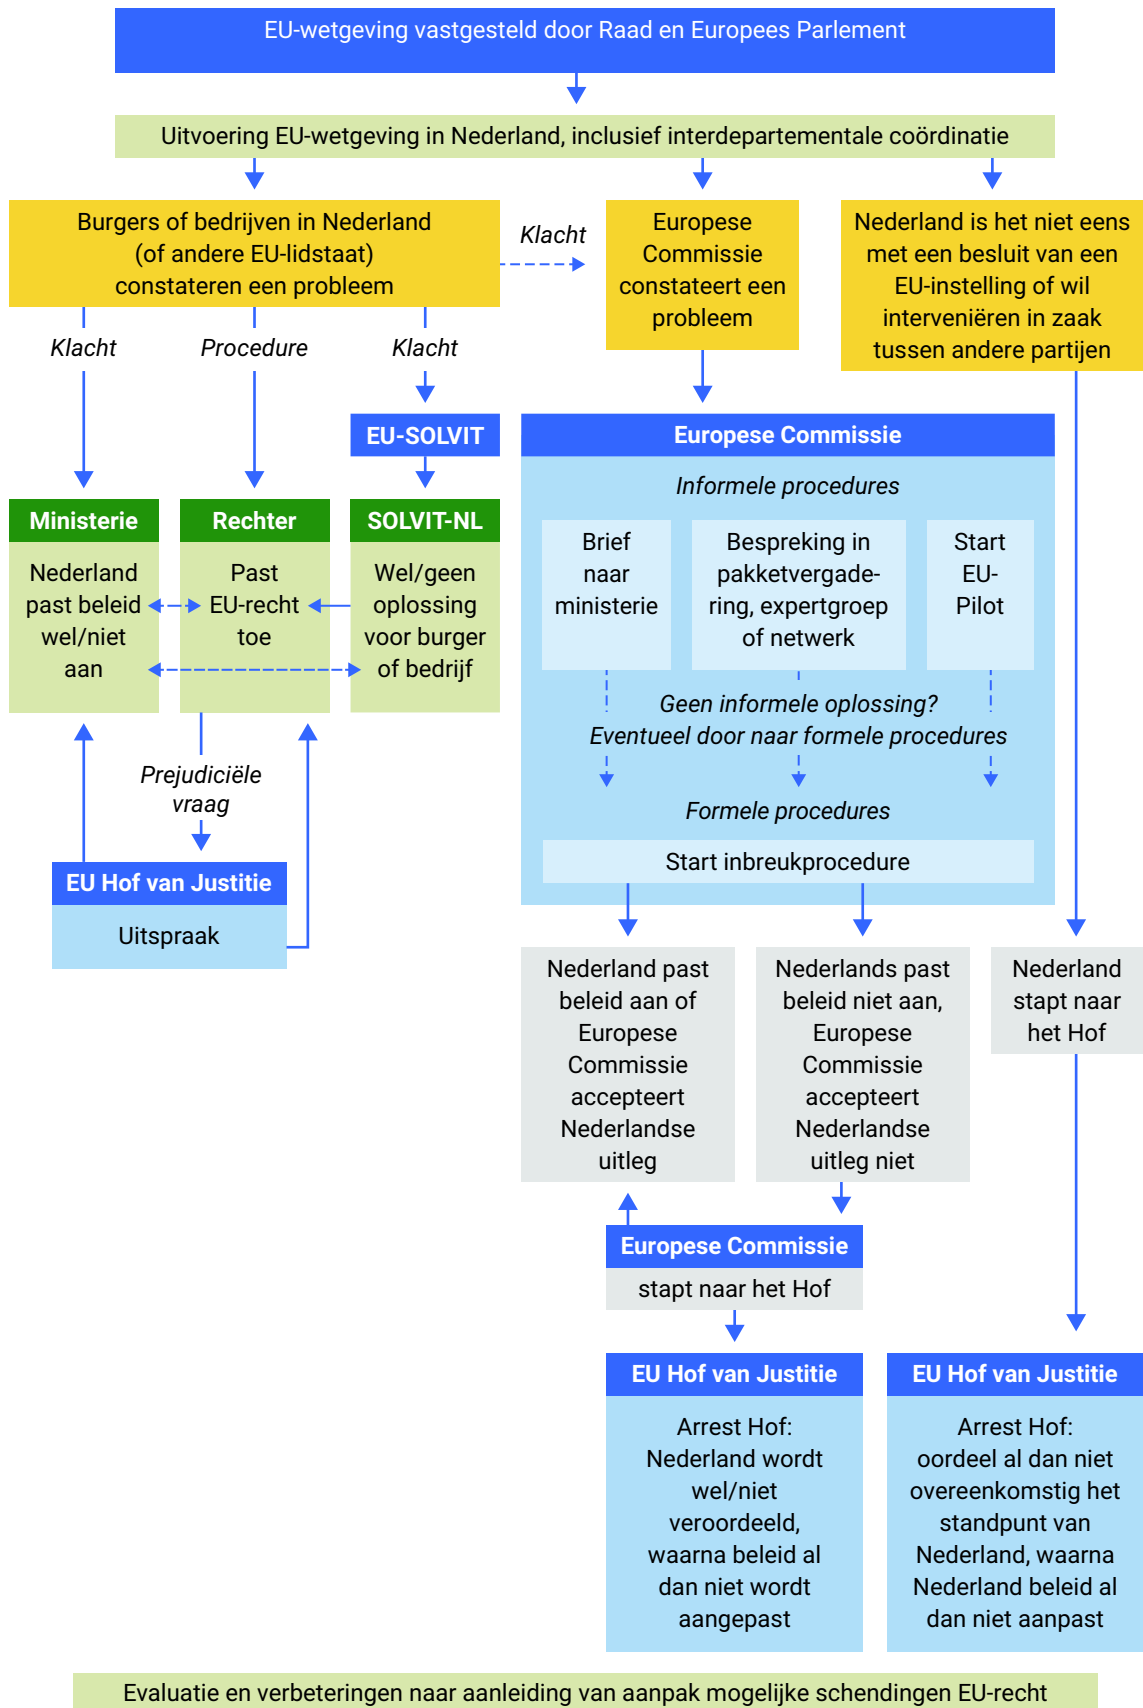 EU-wetgeving vastgesteld door Raad en Europees Parlement
Uitvoering EU-wetgeving in Nederland, inclusief interdepartementale coördinatie
Burgers of bedrijven in Nederland
(of andere EU-lidstaat)
constateren een probleem
Klacht
Europese
Commissie
constateert een
probleem
Nederland is het niet eens
met een besluit van een
EU-instelling of wil
interveniëren in zaak
tussen andere partijen
Klacht
Procedure
Klacht
EU-SOLVIT
Ministerie
Nederland
past beleid
wel/niet
aan
Rechter
Past
EU-recht
toe
SOLVIT-NL
Wel/geen
oplossing
voor burger
of bedrijf
Prejudiciële
vraag
EU Hof van Justitie
Uitspraak
Europese Commissie
Informele procedures
Brief
naar
ministerie
Bespreking in
pakketvergade-
ring, expertgroep
of netwerk
Start
EU-
Pilot
Geen informele oplossing?
Eventueel door naar formele procedures
Formele procedures
Start inbreukprocedure
Nederland past
beleid aan of
Europese
Commissie
accepteert
Nederlandse
uitleg
Nederlands past
beleid niet aan,
Europese
Commissie
accepteert
Nederlandse
uitleg niet
Nederland
stapt naar
het Hof
Europese Commissie
stapt naar het Hof
EU Hof van Justitie
Arrest Hof:
Nederland wordt
wel/niet
veroordeeld,
waarna beleid al
dan niet wordt
aangepast
EU Hof van Justitie
Arrest Hof:
oordeel al dan niet
overeenkomstig het
standpunt van
Nederland, waarna
Nederland beleid al
dan niet aanpast
Evaluatie en verbeteringen naar aanleiding van aanpak mogelijke schendingen EU-recht